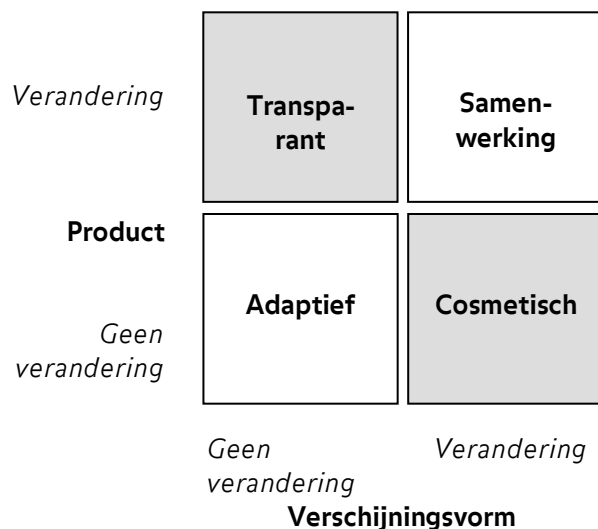 Verandering
Transpa-
rant
Samen-
werking
Product
Geen
verandering
Adaptief
Cosmetisch
Geen
verandering
Verandering
Verschijningsvorm